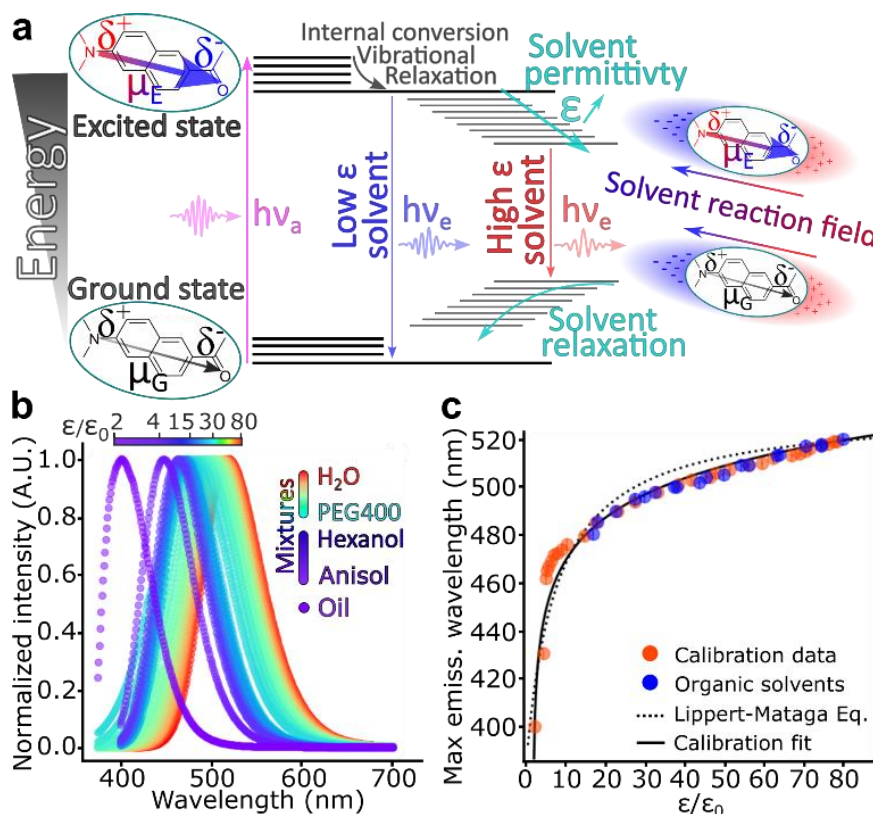 a
Energy
N
δ+
δ-
μE
O
Excited state
Internal conversion
Vibrational
Relaxation
Solvent
permittivty
ε
hνa
Low ε
solvent
hνe
High ε
solvent
hνe
N
δ+
δ-
μE
O
Solvent reaction field
N
δ+
δ-
μG
O
Ground state
N
δ+
δ-
μG
O
Solvent
relaxation
b
ε/ε0
2 4 15 30 80
Normalized intensity (A.U.)
1.0
0.8
0.6
0.4
0.2
0.0
Mixtures
H2O
PEG400
Hexanol
Anisol
Oil
400 500 600 700
Wavelength (nm)
c
Max emiss. wavelength (nm)
520
500
480
460
440
420
400
Calibration data
Organic solvents
Lippert-Mataga Eq.
Calibration fit
0 10 20 30 40 50 60 70 80
ε/ε0